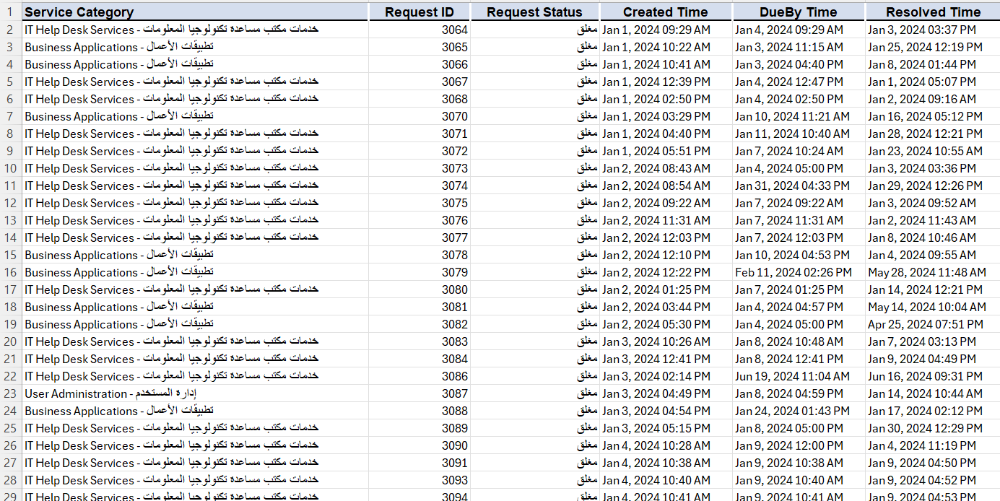 1 Service Category Request ID Request Status Created Time DueBy Time Resolved Time
2 IT Help Desk Services - خدمات مكتب مساعدة تكنولوجيا المعلومات 3064 مغلق Jan 1, 2024 09:29 AM Jan 4, 2024 09:29 AM Jan 3, 2024 03:37 PM
3 Business Applications - تطبيقات الأعمال 3065 مغلق Jan 1, 2024 10:22 AM Jan 3, 2024 11:15 AM Jan 25, 2024 12:19 PM
4 Business Applications - تطبيقات الأعمال 3066 مغلق Jan 1, 2024 10:41 AM Jan 3, 2024 04:40 PM Jan 8, 2024 01:44 PM
5 IT Help Desk Services - خدمات مكتب مساعدة تكنولوجيا المعلومات 3067 مغلق Jan 1, 2024 12:39 PM Jan 4, 2024 12:47 PM Jan 1, 2024 05:07 PM
6 IT Help Desk Services - خدمات مكتب مساعدة تكنولوجيا المعلومات 3068 مغلق Jan 1, 2024 02:50 PM Jan 4, 2024 02:50 PM Jan 2, 2024 09:16 AM
7 Business Applications - تطبيقات الأعمال 3070 مغلق Jan 1, 2024 03:29 PM Jan 10, 2024 11:21 AM Jan 16, 2024 05:12 PM
8 IT Help Desk Services - خدمات مكتب مساعدة تكنولوجيا المعلومات 3071 مغلق Jan 1, 2024 04:40 PM Jan 11, 2024 10:40 AM Jan 28, 2024 12:21 PM
9 IT Help Desk Services - خدمات مكتب مساعدة تكنولوجيا المعلومات 3072 مغلق Jan 1, 2024 05:51 PM Jan 7, 2024 10:24 AM Jan 23, 2024 10:55 AM
10 IT Help Desk Services - خدمات مكتب مساعدة تكنولوجيا المعلومات 3073 مغلق Jan 2, 2024 08:43 AM Jan 4, 2024 05:00 PM Jan 3, 2024 03:36 PM
11 IT Help Desk Services - خدمات مكتب مساعدة تكنولوجيا المعلومات 3074 مغلق Jan 2, 2024 08:54 AM Jan 31, 2024 04:33 PM Jan 29, 2024 12:26 PM
12 IT Help Desk Services - خدمات مكتب مساعدة تكنولوجيا المعلومات 3075 مغلق Jan 2, 2024 09:22 AM Jan 7, 2024 09:22 AM Jan 3, 2024 09:52 AM
13 IT Help Desk Services - خدمات مكتب مساعدة تكنولوجيا المعلومات 3076 مغلق Jan 2, 2024 11:31 AM Jan 7, 2024 11:31 AM Jan 2, 2024 11:43 AM
14 IT Help Desk Services - خدمات مكتب مساعدة تكنولوجيا المعلومات 3077 مغلق Jan 2, 2024 12:03 PM Jan 7, 2024 12:03 PM Jan 8, 2024 10:46 AM
15 Business Applications - تطبيقات الأعمال 3078 مغلق Jan 2, 2024 12:10 PM Jan 10, 2024 04:53 PM Jan 4, 2024 09:55 AM
16 Business Applications - تطبيقات الأعمال 3079 مغلق Jan 2, 2024 12:22 PM Feb 11, 2024 02:26 PM May 28, 2024 11:48 AM
17 IT Help Desk Services - خدمات مكتب مساعدة تكنولوجيا المعلومات 3080 مغلق Jan 2, 2024 01:25 PM Jan 7, 2024 01:25 PM Jan 14, 2024 12:21 PM
18 Business Applications - تطبيقات الأعمال 3081 مغلق Jan 2, 2024 03:44 PM Jan 4, 2024 04:57 PM May 14, 2024 10:04 AM
19 Business Applications - تطبيقات الأعمال 3082 مغلق Jan 2, 2024 05:30 PM Jan 4, 2024 05:00 PM Apr 25, 2024 07:51 PM
20 IT Help Desk Services - خدمات مكتب مساعدة تكنولوجيا المعلومات 3083 مغلق Jan 3, 2024 10:26 AM Jan 8, 2024 10:48 AM Jan 7, 2024 03:13 PM
21 IT Help Desk Services - خدمات مكتب مساعدة تكنولوجيا المعلومات 3084 مغلق Jan 3, 2024 12:41 PM Jan 8, 2024 12:41 PM Jan 9, 2024 04:49 PM
22 IT Help Desk Services - خدمات مكتب مساعدة تكنولوجيا المعلومات 3086 مغلق Jan 3, 2024 02:14 PM Jun 19, 2024 11:04 AM Jun 16, 2024 09:31 PM
23 User Administration - إدارة المستخدم 3087 مغلق Jan 3, 2024 04:49 PM Jan 8, 2024 04:59 PM Jan 14, 2024 10:44 AM
24 Business Applications - تطبيقات الأعمال 3088 مغلق Jan 3, 2024 04:54 PM Jan 24, 2024 01:43 PM Jan 17, 2024 02:12 PM
25 IT Help Desk Services - خدمات مكتب مساعدة تكنولوجيا المعلومات 3089 مغلق Jan 3, 2024 05:15 PM Jan 8, 2024 05:00 PM Jan 30, 2024 12:29 PM
26 IT Help Desk Services - خدمات مكتب مساعدة تكنولوجيا المعلومات 3090 مغلق Jan 4, 2024 10:28 AM Jan 9, 2024 12:00 PM Jan 4, 2024 11:19 PM
27 IT Help Desk Services - خدمات مكتب مساعدة تكنولوجيا المعلومات 3091 مغلق Jan 4, 2024 10:38 AM Jan 9, 2024 10:38 AM Jan 9, 2024 04:50 PM
28 IT Help Desk Services - خدمات مكتب مساعدة تكنولوجيا المعلومات 3093 مغلق Jan 4, 2024 10:40 AM Jan 9, 2024 10:40 AM Jan 9, 2024 04:52 PM
29 IT Help Desk Services - خدمات مكتب مساعدة تكنولوجيا المعلومات 3094 مغلق Jan 4, 2024 10:41 AM Jan 9, 2024 10:41 AM Jan 9, 2024 04:53 PM